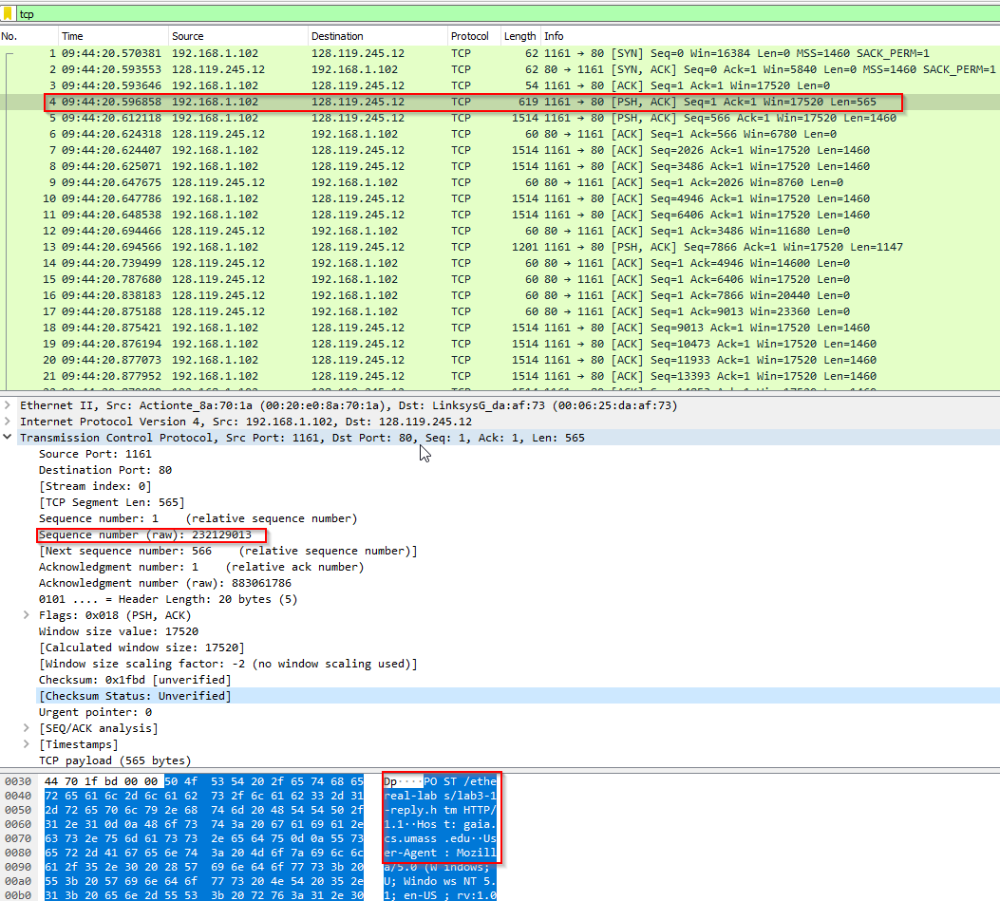 tcp
No. Time Source Destination Protocol Length Info
1 09:44:20.570381 192.168.1.102 128.119.245.12 TCP 62 1161 → 80 [SYN] Seq=0 Win=16384 Len=0 MSS=1460 SACK_PERM=1
2 09:44:20.593553 128.119.245.12 192.168.1.102 TCP 62 80 → 1161 [SYN, ACK] Seq=0 Ack=1 Win=5840 Len=0 MSS=1460 SACK_PERM=1
3 09:44:20.593646 192.168.1.102 128.119.245.12 TCP 54 1161 → 80 [ACK] Seq=1 Ack=1 Win=17520 Len=0
4 09:44:20.596858 192.168.1.102 128.119.245.12 TCP 619 1161 → 80 [PSH, ACK] Seq=1 Ack=1 Win=17520 Len=565
5 09:44:20.612118 192.168.1.102 128.119.245.12 TCP 1514 1161 → 80 [PSH, ACK] Seq=566 Ack=1 Win=17520 Len=1460
6 09:44:20.624318 128.119.245.12 192.168.1.102 TCP 60 80 → 1161 [ACK] Seq=1 Ack=566 Win=6780 Len=0
7 09:44:20.624407 192.168.1.102 128.119.245.12 TCP 1514 1161 → 80 [ACK] Seq=2026 Ack=1 Win=17520 Len=1460
8 09:44:20.625071 192.168.1.102 128.119.245.12 TCP 1514 1161 → 80 [ACK] Seq=3486 Ack=1 Win=17520 Len=1460
9 09:44:20.647675 128.119.245.12 192.168.1.102 TCP 60 80 → 1161 [ACK] Seq=1 Ack=2026 Win=8760 Len=0
10 09:44:20.647786 192.168.1.102 128.119.245.12 TCP 1514 1161 → 80 [ACK] Seq=4946 Ack=1 Win=17520 Len=1460
11 09:44:20.648538 192.168.1.102 128.119.245.12 TCP 1514 1161 → 80 [ACK] Seq=6406 Ack=1 Win=17520 Len=1460
12 09:44:20.694466 128.119.245.12 192.168.1.102 TCP 60 80 → 1161 [ACK] Seq=1 Ack=3486 Win=11680 Len=0
13 09:44:20.694566 192.168.1.102 128.119.245.12 TCP 1201 1161 → 80 [PSH, ACK] Seq=7866 Ack=1 Win=17520 Len=1147
14 09:44:20.739499 128.119.245.12 192.168.1.102 TCP 60 80 → 1161 [ACK] Seq=1 Ack=4946 Win=14600 Len=0
15 09:44:20.787680 128.119.245.12 192.168.1.102 TCP 60 80 → 1161 [ACK] Seq=1 Ack=6406 Win=17520 Len=0
16 09:44:20.838183 128.119.245.12 192.168.1.102 TCP 60 80 → 1161 [ACK] Seq=1 Ack=7866 Win=20440 Len=0
17 09:44:20.875188 128.119.245.12 192.168.1.102 TCP 60 80 → 1161 [ACK] Seq=1 Ack=9013 Win=23360 Len=0
18 09:44:20.875421 192.168.1.102 128.119.245.12 TCP 1514 1161 → 80 [ACK] Seq=9013 Ack=1 Win=17520 Len=1460
19 09:44:20.876194 192.168.1.102 128.119.245.12 TCP 1514 1161 → 80 [ACK] Seq=10473 Ack=1 Win=17520 Len=1460
20 09:44:20.877073 192.168.1.102 128.119.245.12 TCP 1514 1161 → 80 [ACK] Seq=11933 Ack=1 Win=17520 Len=1460
21 09:44:20.877952 192.168.1.102 128.119.245.12 TCP 1514 1161 → 80 [ACK] Seq=13393 Ack=1 Win=17520 Len=1460
Ethernet II, Src: Actionte_8a:70:1a (00:20:e0:8a:70:1a), Dst: LinksysG_da:af:73 (00:06:25:da:af:73)
Internet Protocol Version 4, Src: 192.168.1.102, Dst: 128.119.245.12
Transmission Control Protocol, Src Port: 1161, Dst Port: 80, Seq: 1, Ack: 1, Len: 565
Source Port: 1161
Destination Port: 80
[Stream index: 0]
[TCP Segment Len: 565]
Sequence number: 1 (relative sequence number)
Sequence number (raw): 232129013
[Next sequence number: 566 (relative sequence number)]
Acknowledgment number: 1 (relative ack number)
Acknowledgment number (raw): 883061786
0101 .... = Header Length: 20 bytes (5)
Flags: 0x018 (PSH, ACK)
Window size value: 17520
[Calculated window size: 17520]
[Window size scaling factor: -2 (no window scaling used)]
Checksum: 0x1fbd [unverified]
[Checksum Status: Unverified]
Urgent pointer: 0
[SEQ/ACK analysis]
[Timestamps]
TCP payload (565 bytes)
0030 44 70 1f bd 00 00 50 4f 53 54 20 2f 65 74 68 65 Dp····PO ST /ethe
0040 72 65 61 6c 2d 6c 61 62 73 2f 6c 61 62 33 2d 31 real-lab s/lab3-1
0050 2d 72 65 70 6c 79 2e 68 74 6d 20 48 54 54 50 2f -reply.h tm HTTP/
0060 31 2e 31 0d 0a 48 6f 73 74 3a 20 67 61 69 61 2e 1.1··Hos t: gaia.
0070 63 73 2e 75 6d 61 73 73 2e 65 64 75 0d 0a 55 73 cs.umass .edu··Us
0080 65 72 2d 41 67 65 6e 74 3a 20 4d 6f 7a 69 6c 6c er-Agent : Mozill
0090 61 2f 35 2e 30 20 28 57 69 6e 64 6f 77 73 3b 20 a/5.0 (W indows;
00a0 55 3b 20 57 69 6e 64 6f 77 73 20 4e 54 20 35 2e U; Windo ws NT 5.
00b0 31 3b 20 65 6e 2d 55 53 3b 20 72 76 3a 31 2e 30 1; en-US ; rv:1.0